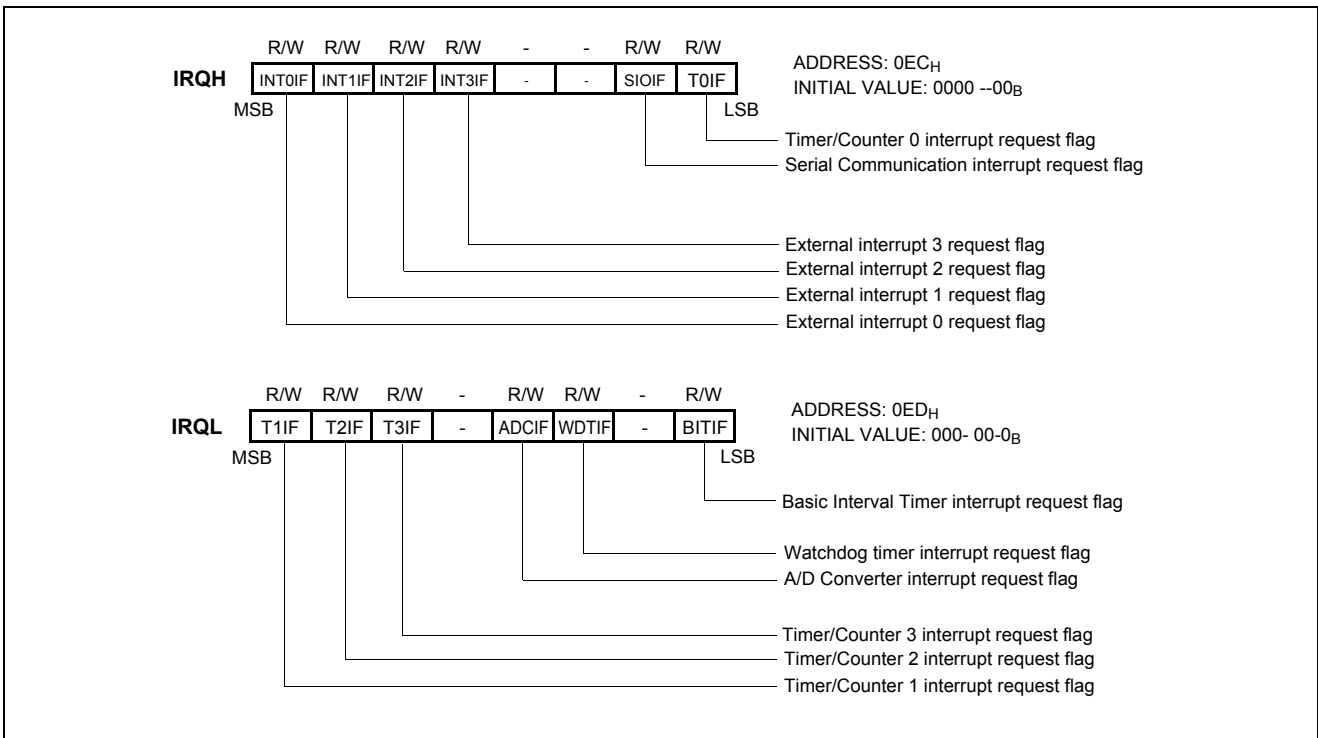 R/W R/W R/W R/W - - R/W R/W
IRQH INT0IF INT1IF INT2IF INT3IF - - SIOIF T0IF
MSB LSB
ADDRESS: 0ECH
INITIAL VALUE: 0000 --00B
Timer/Counter 0 interrupt request flag
Serial Communication interrupt request flag
External interrupt 3 request flag
External interrupt 2 request flag
External interrupt 1 request flag
External interrupt 0 request flag
R/W R/W R/W - R/W R/W - R/W
IRQL T1IF T2IF T3IF - ADCIF WDTIF - BITIF
MSB LSB
ADDRESS: 0EDH
INITIAL VALUE: 000- 00-0B
Basic Interval Timer interrupt request flag
Watchdog timer interrupt request flag
A/D Converter interrupt request flag
Timer/Counter 3 interrupt request flag
Timer/Counter 2 interrupt request flag
Timer/Counter 1 interrupt request flag